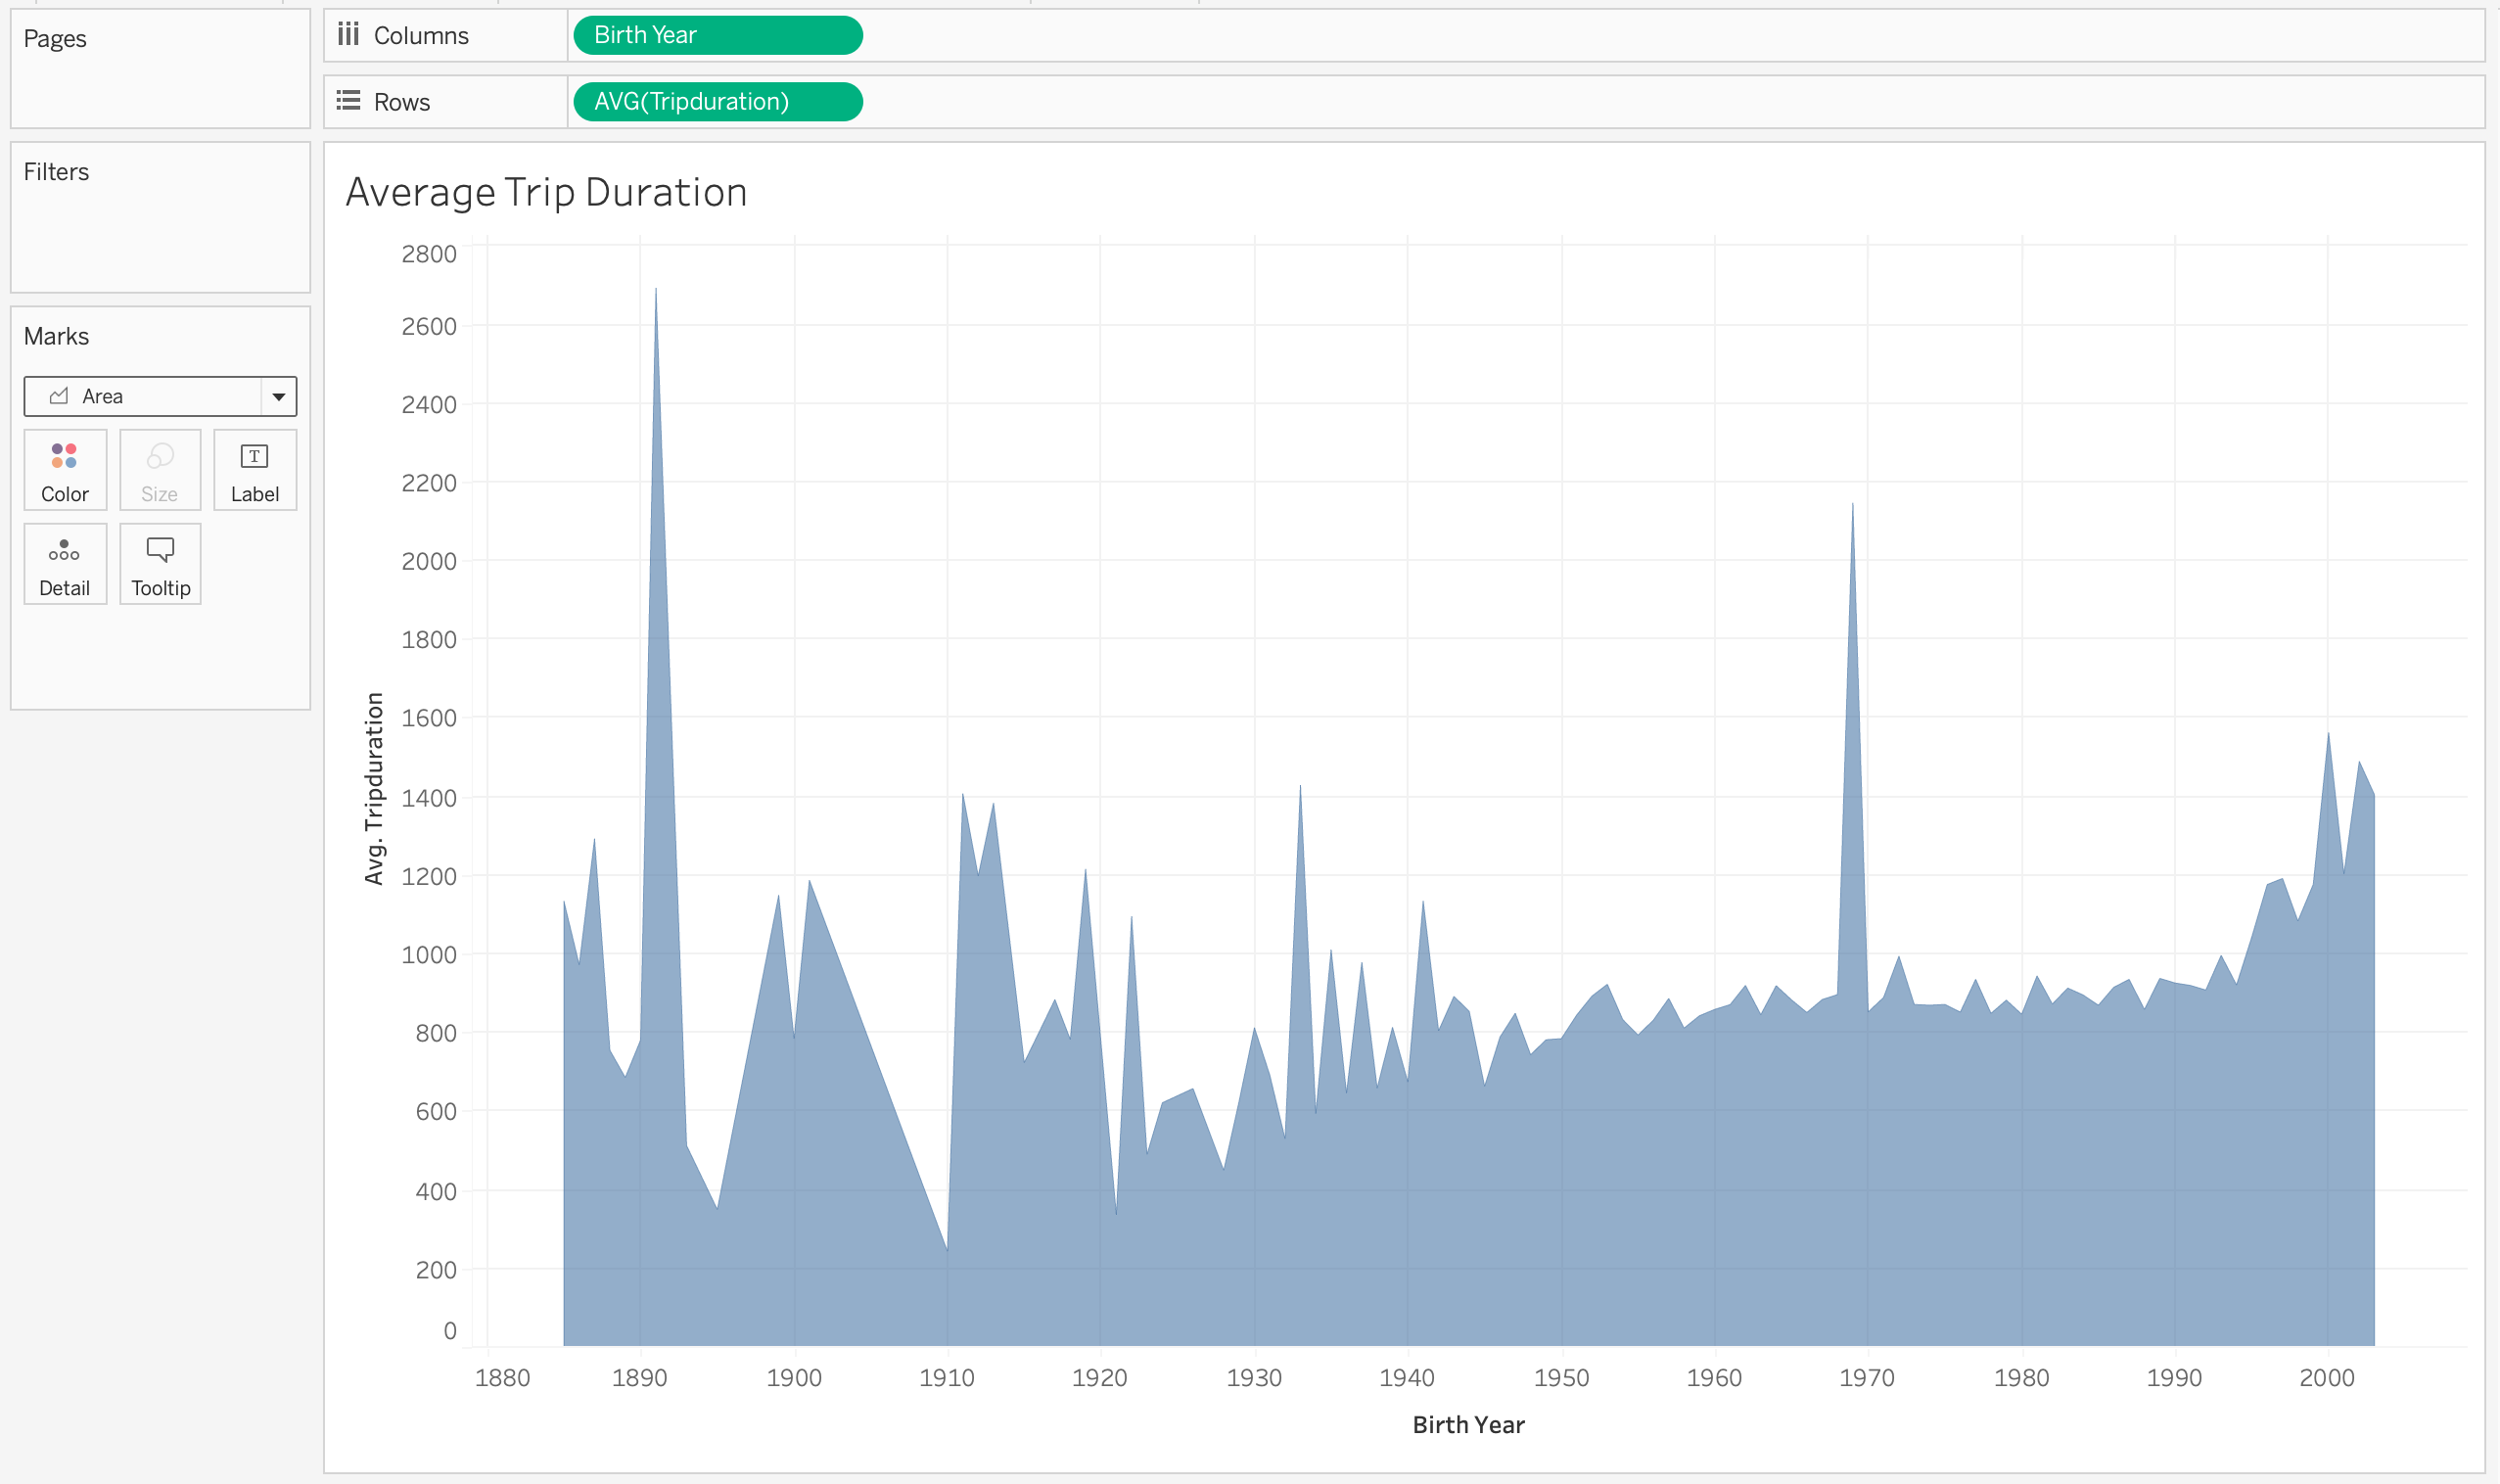 Pages
Columns
Birth Year
Rows
AVG(Tripduration)
Filters
Marks
Area
Color
Size
T
Label
Detail
Tooltip
Average Trip Duration
2800
2600
2400
2200
2000
1800
1600
1400
1200
1000
800
600
400
200
0
Avg. Tripduration
1880 1890 1900 1910 1920 1930 1940 1950 1960 1970 1980 1990 2000
Birth Year